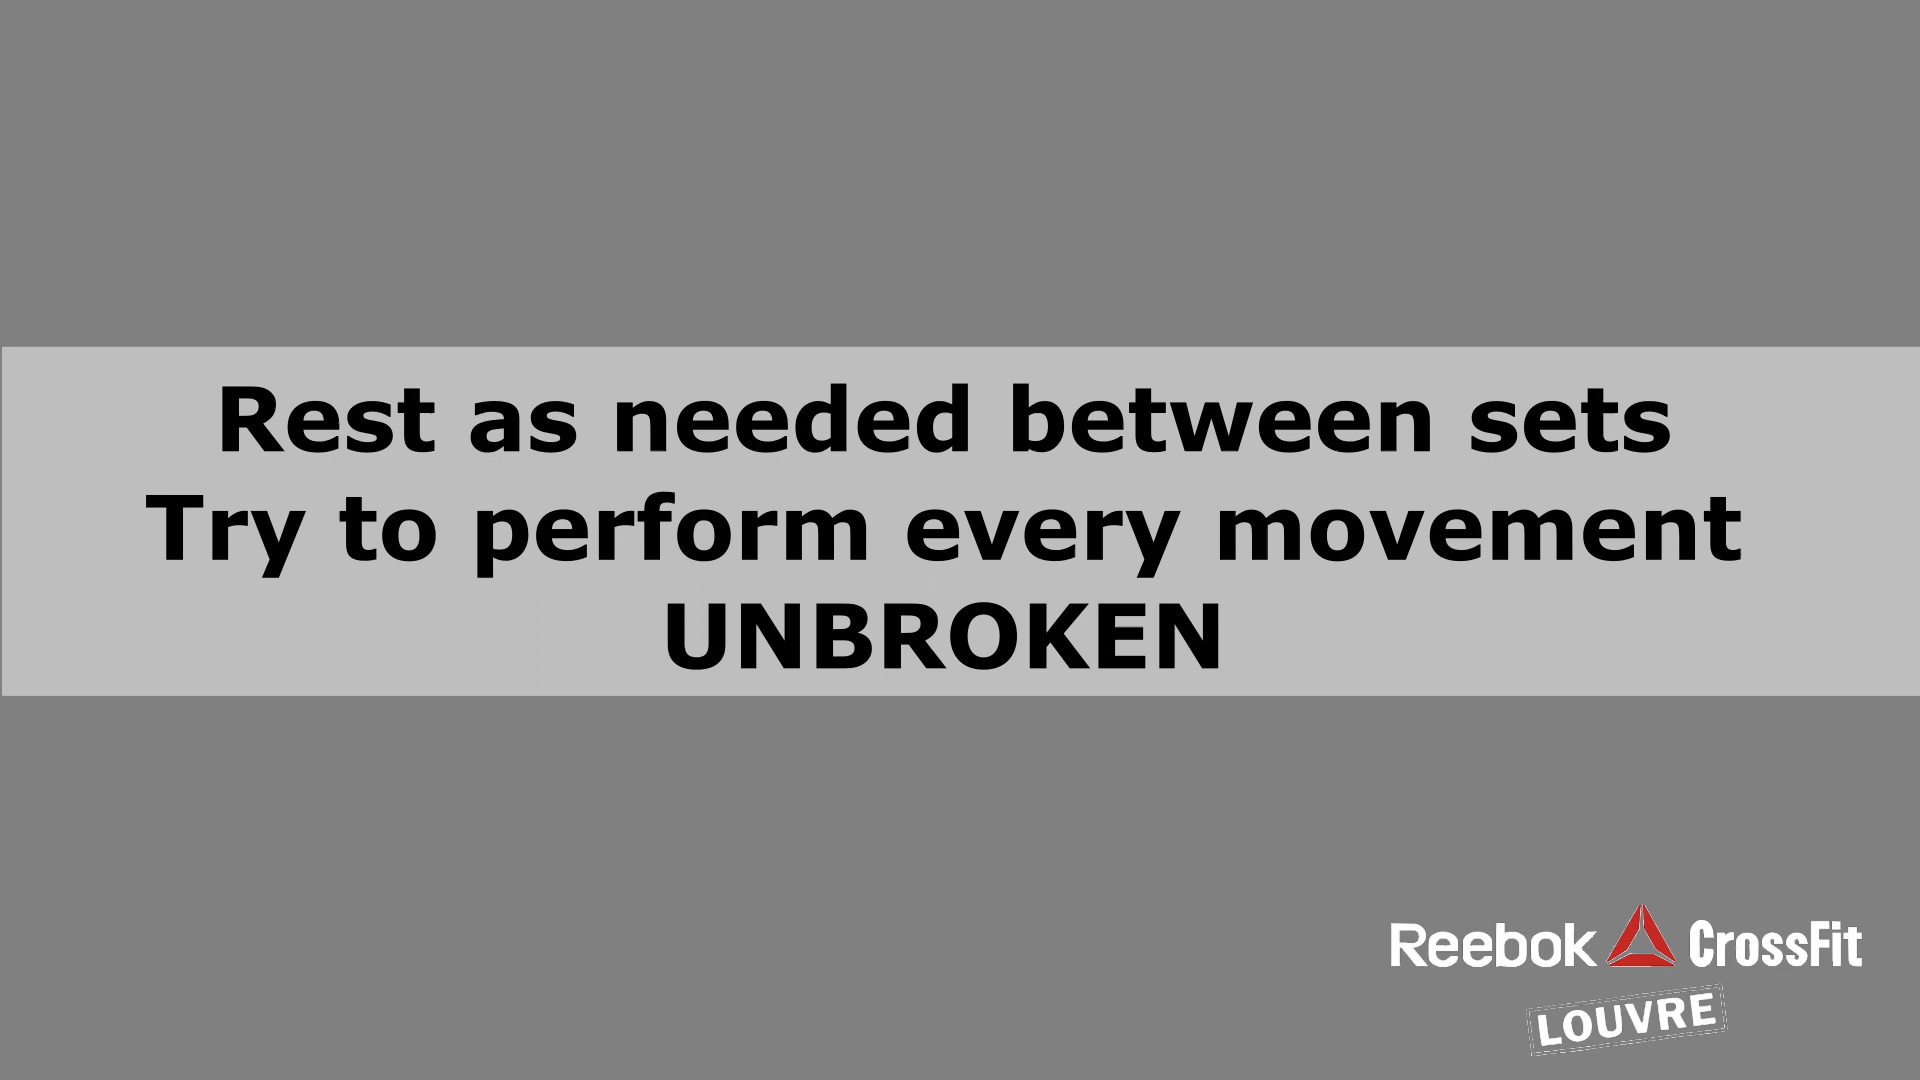 Rest as needed between sets
Try to perform every movement
UNBROKEN
Reebok CrossFit
LOUVRE